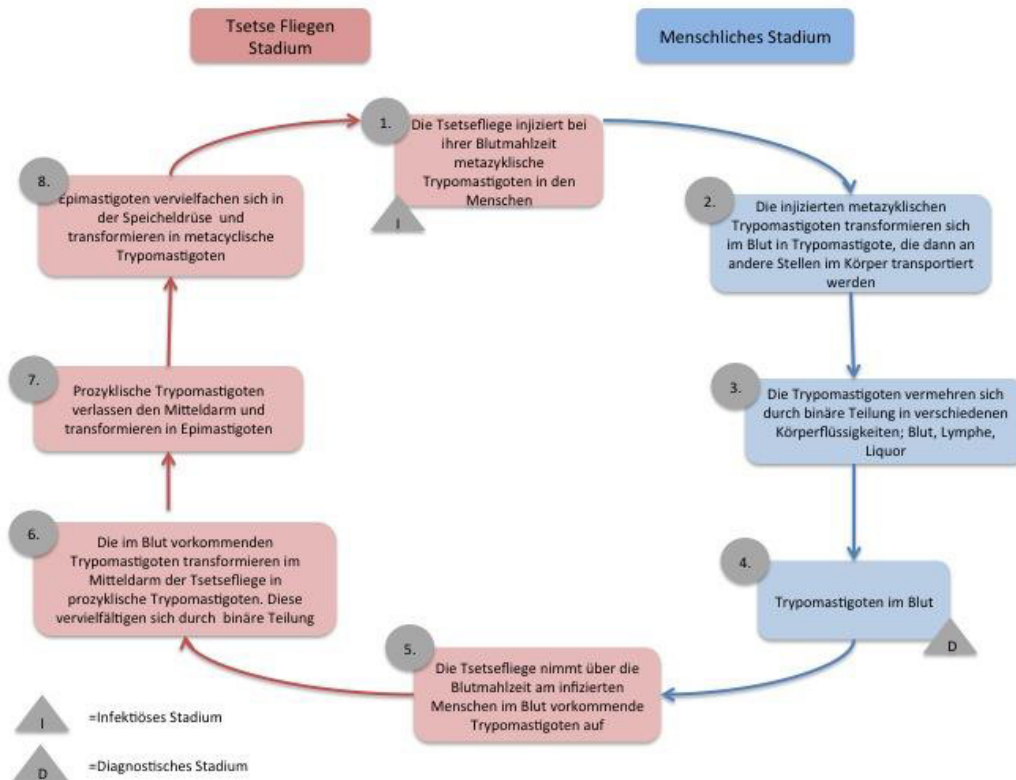 Tsetse Fliegen
Stadium
Menschliches Stadium
1.
Die Tsetsefliege injiziert bei
ihrer Blutmahlzeit
metazyklische
Trypomastigoten in den
Menschen
I
2.
Die injizierten metazyklischen
Trypomastigoten transformieren sich
im Blut in Trypomastigote, die dann an
andere Stellen im Körper transportiert
werden
3.
Die Trypomastigoten vermehren sich
durch binäre Teilung in verschiedenen
Körperflüssigkeiten; Blut, Lymphe,
Liquor
4.
Trypomastigoten im Blut
D
5.
Die Tsetsefliege nimmt über die
Blutmahlzeit am infizierten
Menschen im Blut vorkommende
Trypomastigoten auf
6.
Die im Blut vorkommenden
Trypomastigoten transformieren im
Mitteldarm der Tsetsefliege in
prozyklische Trypomastigoten. Diese
vervielfältigen sich durch binäre Teilung
7.
Prozyklische Trypomastigoten
verlassen den Mitteldarm und
transformieren in Epimastigoten
8.
Epimastigoten vervielfachen sich in
der Speicheldrüse und
transformieren in metacyclische
Trypomastigoten
I
=Infektiöses Stadium
D
=Diagnostisches Stadium